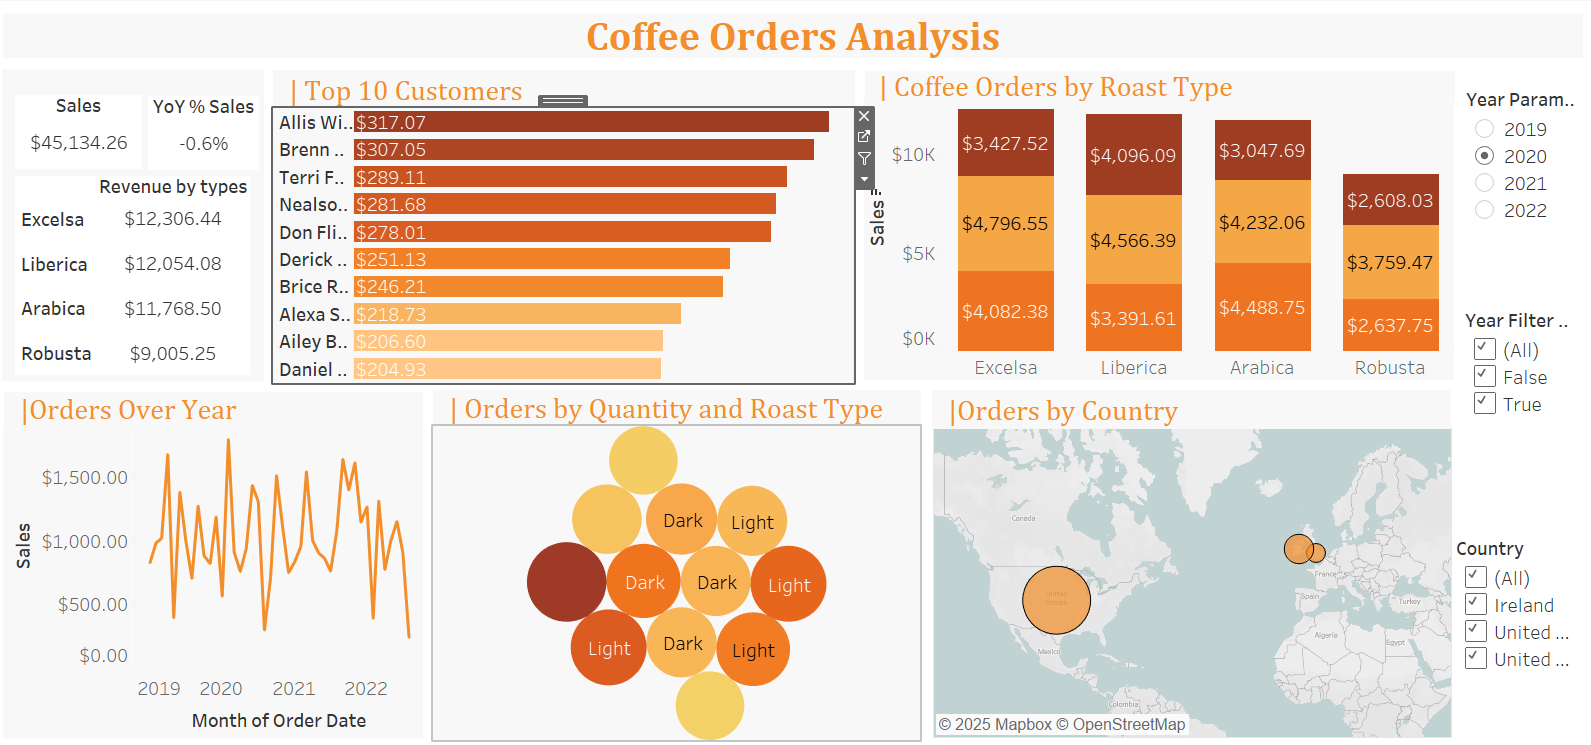 Coffee Orders Analysis
Sales
$45,134.26
YoY % Sales
-0.6%
Revenue by types
Excelsa $12,306.44
Liberica $12,054.08
Arabica $11,768.50
Robusta $9,005.25
| Top 10 Customers
Allis Wi.. $317.07
Brenn .. $307.05
Terri F.. $289.11
Nealso.. $281.68
Don Fli.. $278.01
Derick .. $251.13
Brice R.. $246.21
Alexa S.. $218.73
Ailey B.. $206.60
Daniel .. $204.93
| Coffee Orders by Roast Type
Sales
$10K
$5K
$0K
$3,427.52
$4,796.55
$4,082.38
$4,096.09
$4,566.39
$3,391.61
$3,047.69
$4,232.06
$4,488.75
$2,608.03
$3,759.47
$2,637.75
Excelsa Liberica Arabica Robusta
Year Param..
2019
2020
2021
2022
Year Filter ..
(All)
False
True
|Orders Over Year
Sales
$1,500.00
$1,000.00
$500.00
$0.00
2019 2020 2021 2022
Month of Order Date
| Orders by Quantity and Roast Type
Dark Light
Dark Dark Light
Light Dark Light
|Orders by Country
Canada
United
States
Mexico
Colombia
France
Spain
Turkey
Algeria
Egypt
© 2025 Mapbox © OpenStreetMap
Country
(All)
Ireland
United ...
United ...